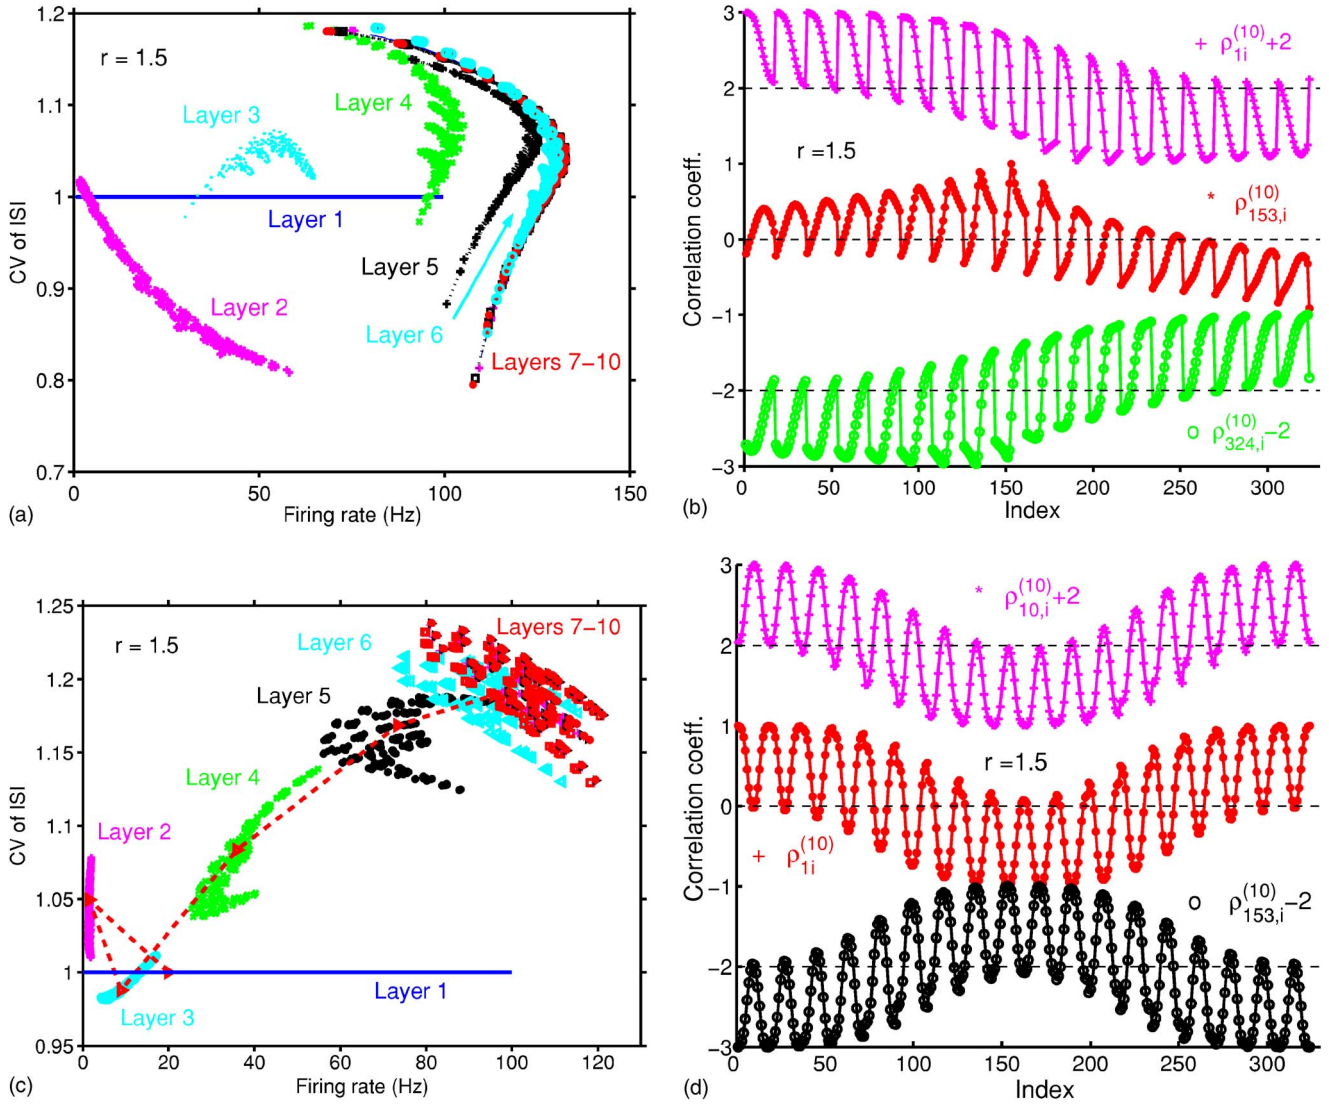 1.2
1.1
1
0.9
0.8
0.7
CV of ISI
r = 1.5
Layer 3
Layer 4
Layer 1
Layer 2
Layer 5
Layer 6
Layers 7-10
0 50 100 150
Firing rate (Hz)
(a)
3
2
1
0
-1
-2
-3
Correlation coeff.
+ ρ1i(10)+2
r =1.5
* ρ153,i(10)
o ρ324,i(10)-2
0 50 100 150 200 250 300
Index
(b)
1.25
1.2
1.15
1.1
1.05
1
0.95
CV of ISI
r = 1.5
Layers 7-10
Layer 6
Layer 5
Layer 4
Layer 2
Layer 1
Layer 3
0 20 40 60 80 100 120
Firing rate (Hz)
(c)
3
2
1
0
-1
-2
-3
Correlation coeff.
* ρ10,i(10)+2
r =1.5
+ ρ1i(10)
o ρ153,i(10)-2
0 50 100 150 200 250 300
Index
(d)